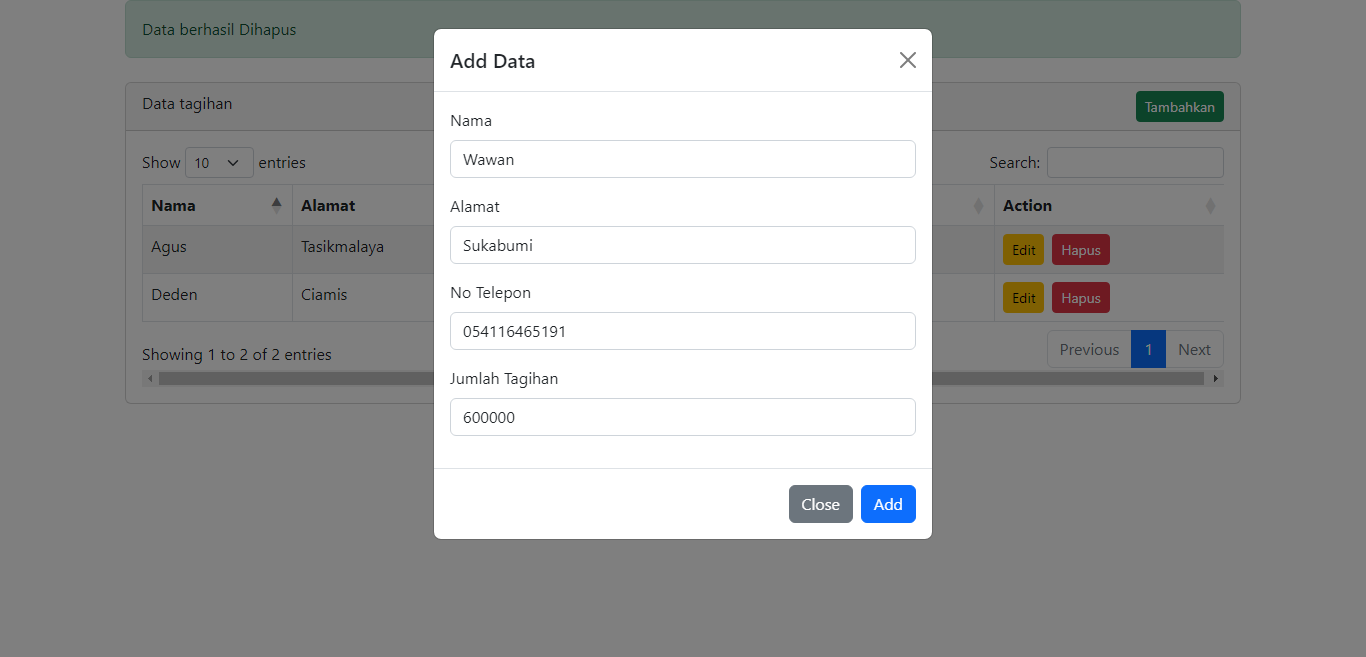 Data berhasil Dihapus
Add Data
Data tagihan
Tambahkan
Nama
Wawan
Show 10 entries
Search:
Alamat
Sukabumi
Nama Alamat Action
Agus Tasikmalaya Edit Hapus
Deden Ciamis Edit Hapus
No Telepon
054116465191
Showing 1 to 2 of 2 entries
Previous 1 Next
Jumlah Tagihan
600000
Close Add